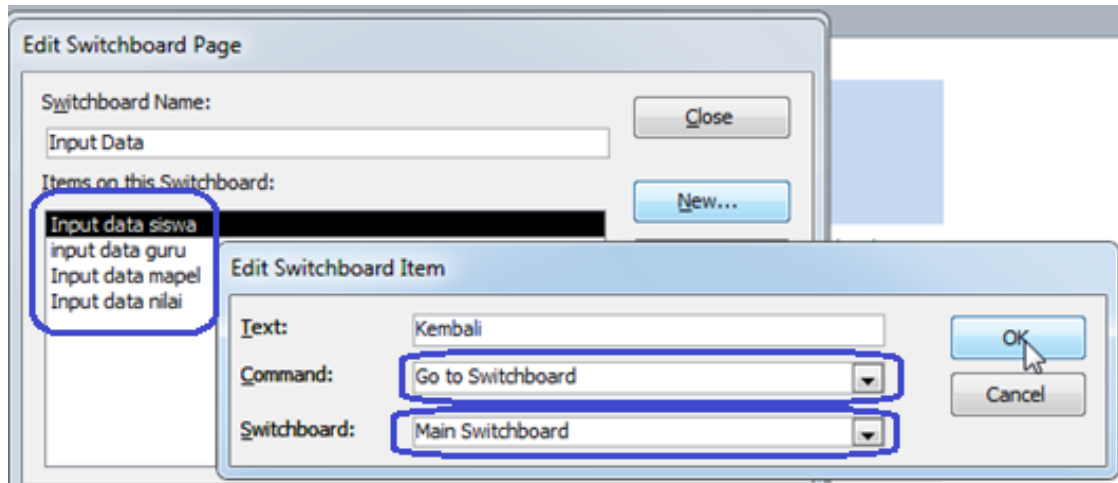 Edit Switchboard Page
Switchboard Name:
Close
Input Data
Items on this Switchboard:
New...
Input data siswa
input data guru
Input data mapel
Input data nilai
Edit Switchboard Item
Text:
Kembali
OK
Command:
Go to Switchboard
Cancel
Switchboard:
Main Switchboard